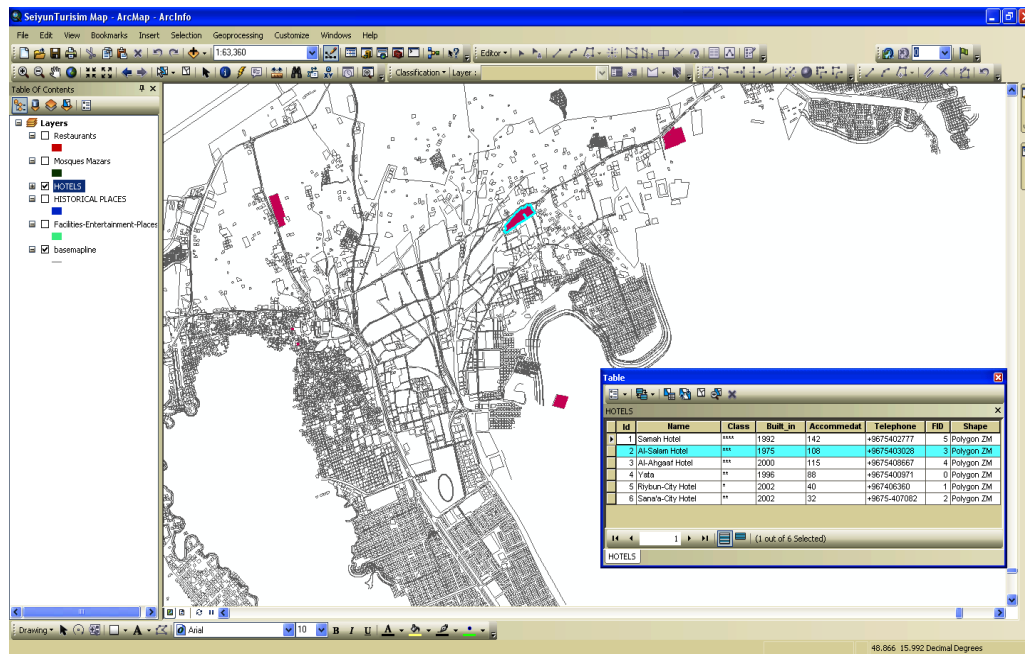 SeiyunTurisim Map - ArcMap - ArcInfo
File Edit View Bookmarks Insert Selection Geoprocessing Customize Windows Help
1:63,360 Editor 0
Classification Layer :
Table Of Contents
Layers
Restaurants
Mosques Mazars
HOTELS
HISTORICAL PLACES
Facilities-Entertainment-Places
basemapline
Table
HOTELS
Id Name Class Built_in Accommedat Telephone FID Shape
1 Samah Hotel **** 1992 142 +9675402777 5 Polygon ZM
2 Al-Salam Hotel *** 1975 108 +9675403028 3 Polygon ZM
3 Al-Ahgaaf Hotel *** 2000 115 +9675408667 4 Polygon ZM
4 Yata ** 1996 88 +9675400971 0 Polygon ZM
5 Riybun-City Hotel * 2002 40 +967406360 1 Polygon ZM
6 Sana'a-City Hotel ** 2002 32 +9675-407082 2 Polygon ZM
1 (1 out of 6 Selected)
HOTELS
Drawing A Arial 10 B I U A
48.866 15.992 Decimal Degrees